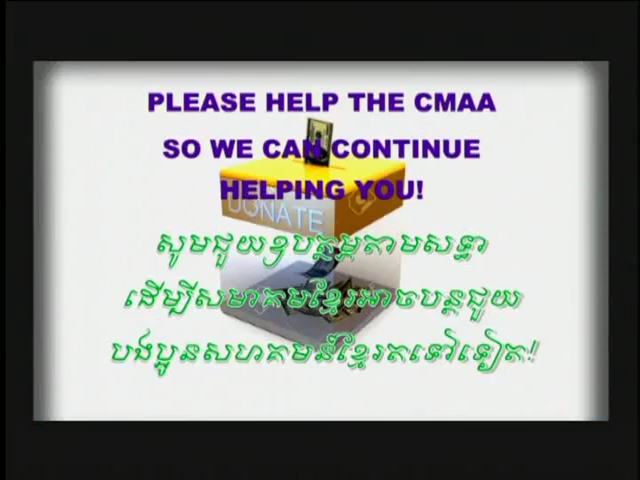 PLEASE HELP THE CMAA
SO WE CAN CONTINUE
HELPING YOU!
DONATE
សូមជួយឧបត្ថម្ភតាមសទ្ធា
ដើម្បីសមាគមខ្មែរអាចបន្តជួយ
បងប្អូនសហគមន៍ខ្មែរតទៅទៀត!